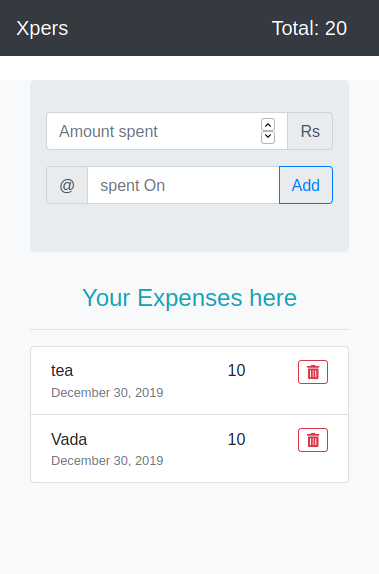 Xpers Total: 20
Amount spent Rs
@ spent On Add
Your Expenses here
tea 10
December 30, 2019
Vada 10
December 30, 2019